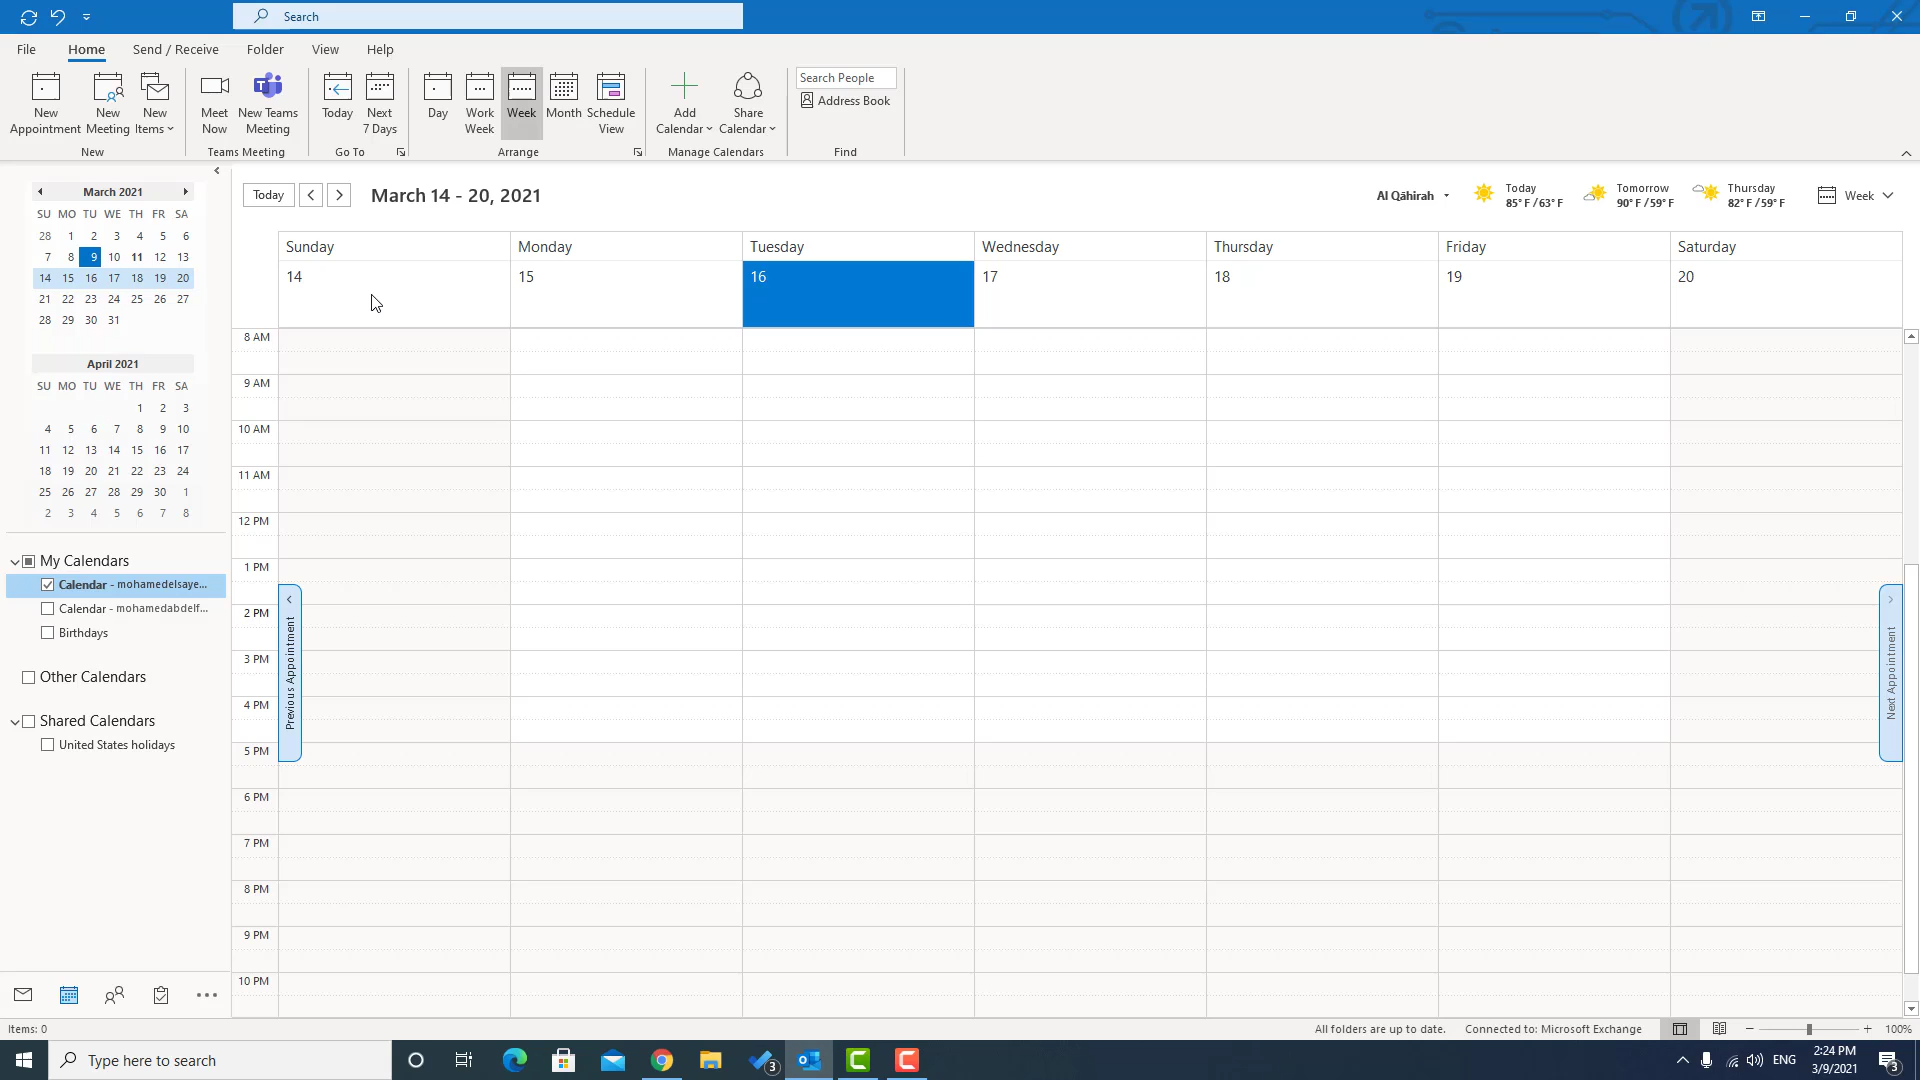 Search
File Home Send / Receive Folder View Help
New Appointment
New Meeting
New Items
New
Meet Now
New Teams Meeting
Teams Meeting
Today
Next 7 Days
Go To
Day
Work Week
Week
Month
Schedule View
Arrange
Add Calendar
Share Calendar
Manage Calendars
Search People
Address Book
Find
March 2021
SU MO TU WE TH FR SA
28 1 2 3 4 5 6
7 8 9 10 11 12 13
14 15 16 17 18 19 20
21 22 23 24 25 26 27
28 29 30 31
April 2021
SU MO TU WE TH FR SA
1 2 3
4 5 6 7 8 9 10
11 12 13 14 15 16 17
18 19 20 21 22 23 24
25 26 27 28 29 30 1
2 3 4 5 6 7 8
My Calendars
Calendar - mohamedelsaye...
Calendar - mohamedabdelf...
Birthdays
Other Calendars
Shared Calendars
United States holidays
Today
March 14 - 20, 2021
Al Qāhirah
Today
85° F / 63° F
Tomorrow
90° F / 59° F
Thursday
82° F / 59° F
Week
Sunday Monday Tuesday Wednesday Thursday Friday Saturday
14 15 16 17 18 19 20
8 AM
9 AM
10 AM
11 AM
12 PM
1 PM
2 PM
3 PM
4 PM
5 PM
6 PM
7 PM
8 PM
9 PM
10 PM
Previous Appointment
Next Appointment
Items: 0
All folders are up to date.
Connected to: Microsoft Exchange
100%
Type here to search
3
ENG
2:24 PM
3/9/2021
3